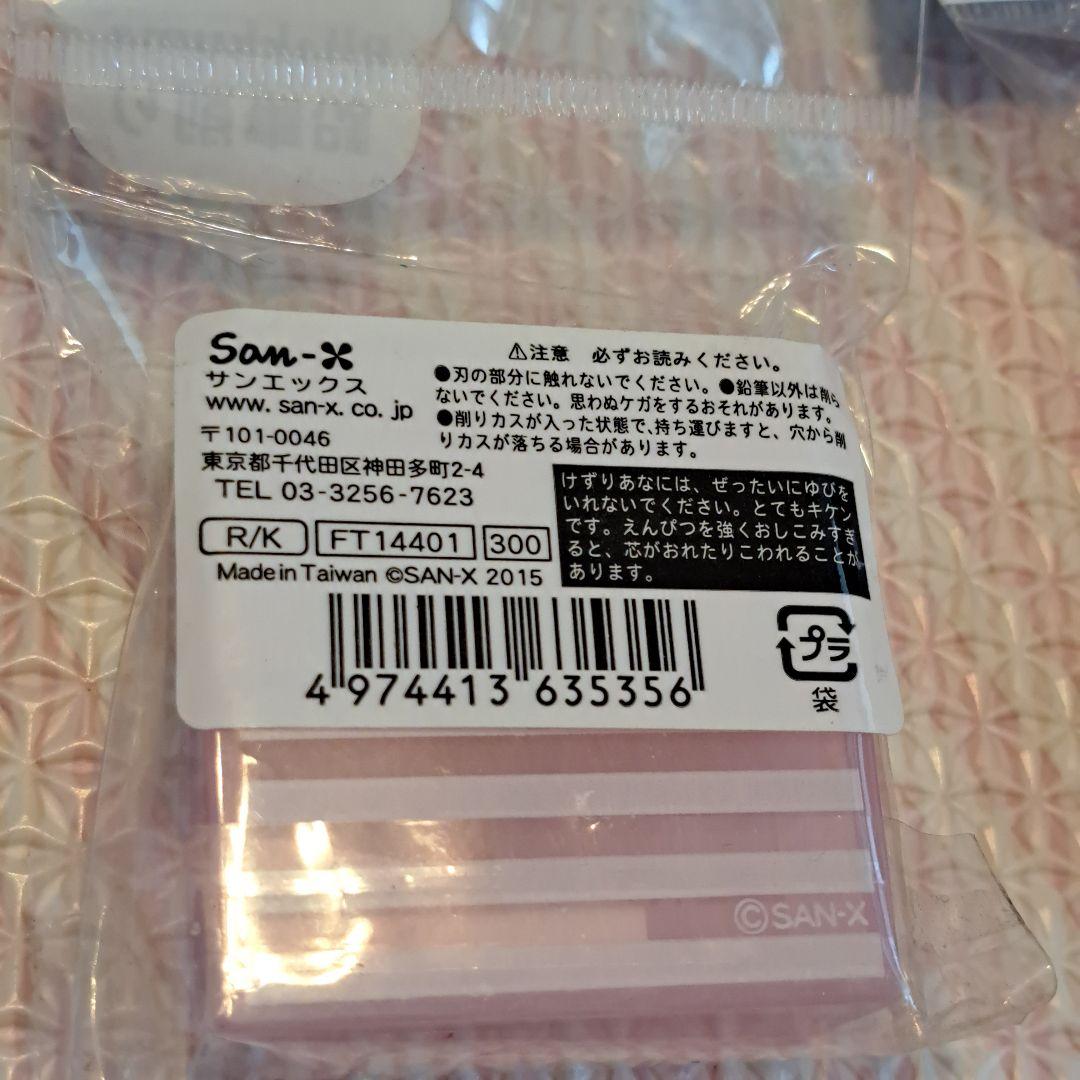 San-X
サンエックス
www.san-x.co.jp
〒101-0046
東京都千代田区神田多町2-4
TEL 03-3256-7623
R/K FT14401 300
Made in Taiwan ©SAN-X 2015
⚠注意 必ずお読みください。
●刃の部分に触れないでください。●鉛筆以外は削ら
ないでください。思わぬケガをするおそれがあります。
●削りカスが入った状態で、持ち運びますと、穴から削
りカスが落ちる場合があります。
けずりあなには、ぜったいにゆびを
いれないでください。とてもキケン
です。えんぴつを強くおしこみすぎ
ると、芯がおれたりこわれることが
あります。
4 974413 635356
プラ
袋
©SAN-X